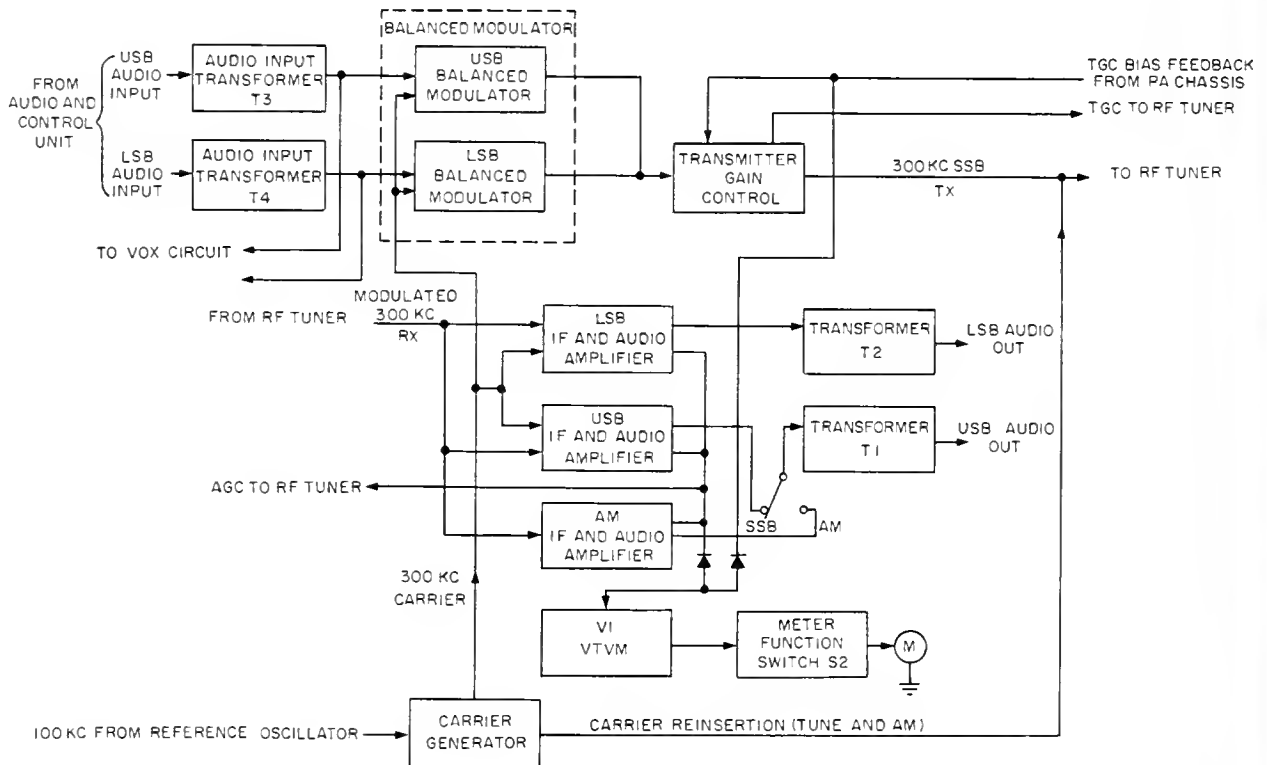 BALANCED MODULATOR
FROM
AUDIO AND
CONTROL
UNIT
USB
AUDIO
INPUT
AUDIO INPUT
TRANSFORMER
T3
USB
BALANCED
MODULATOR
TGC BIAS FEEDBACK
FROM PA CHASSIS
TGC TO RF TUNER
LSB
AUDIO
INPUT
AUDIO INPUT
TRANSFORMER
T4
LSB
BALANCED
MODULATOR
TRANSMITTER
GAIN
CONTROL
300 KC SSB
TX
TO RF TUNER
TO VOX CIRCUIT
FROM RF TUNER
MODULATED
300 KC
RX
LSB
IF AND AUDIO
AMPLIFIER
TRANSFORMER
T2
LSB AUDIO
OUT
USB
IF AND AUDIO
AMPLIFIER
TRANSFORMER
T1
USB AUDIO
OUT
AGC TO RF TUNER
AM
IF AND AUDIO
AMPLIFIER
SSB
AM
300 KC
CARRIER
V1
VTVM
METER
FUNCTION
SWITCH S2
M
100KC FROM REFERENCE OSCILLATOR
CARRIER
GENERATOR
CARRIER REINSERTION (TUNE AND AM)